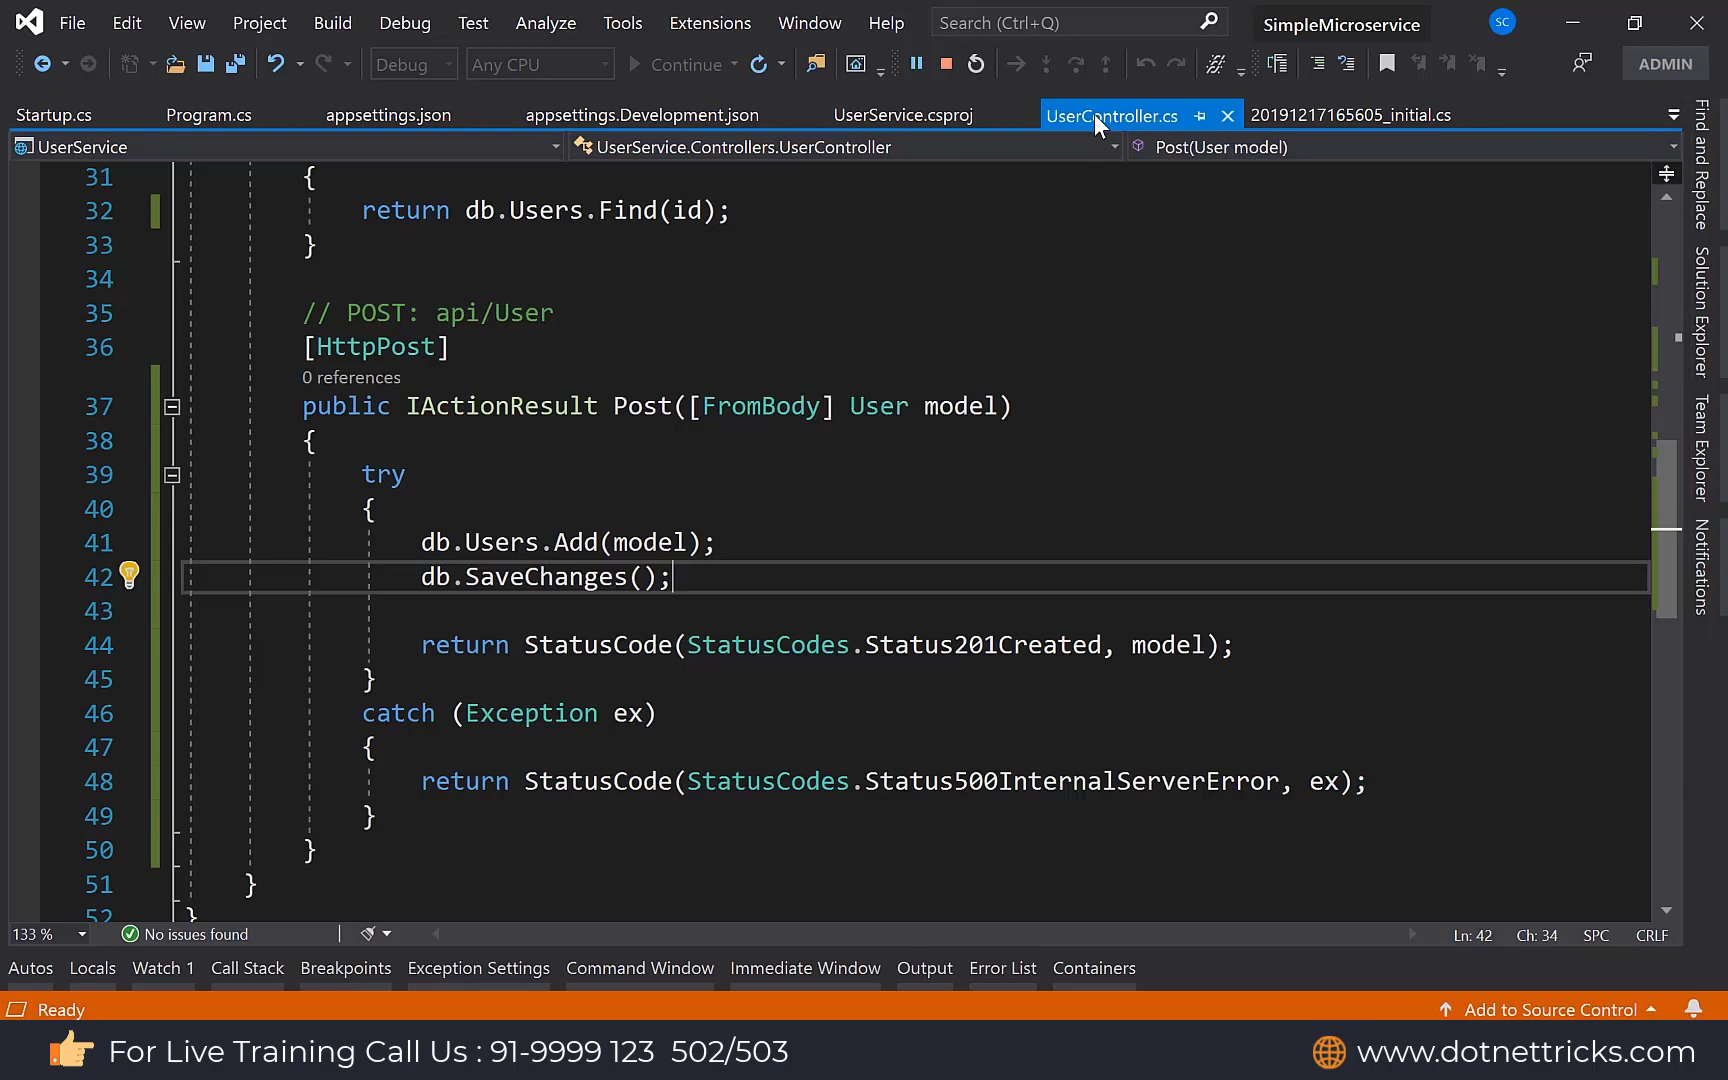 File Edit View Project Build Debug Test Analyze Tools Extensions Window Help Search (Ctrl+Q) SimpleMicroservice SC
Debug Any CPU Continue ADMIN
Startup.cs Program.cs appsettings.json appsettings.Development.json UserService.csproj UserController.cs 20191217165605_initial.cs
UserService UserService.Controllers.UserController Post(User model)
31 {
32 return db.Users.Find(id);
33 }
34
35 // POST: api/User
36 [HttpPost]
0 references
37 public IActionResult Post([FromBody] User model)
38 {
39 try
40 {
41 db.Users.Add(model);
42 db.SaveChanges();
43
44 return StatusCode(StatusCodes.Status201Created, model);
45 }
46 catch (Exception ex)
47 {
48 return StatusCode(StatusCodes.Status500InternalServerError, ex);
49 }
50 }
51 }
52 }
Find and Replace
Solution Explorer
Team Explorer
Notifications
133 % No issues found Ln: 42 Ch: 34 SPC CRLF
Autos Locals Watch 1 Call Stack Breakpoints Exception Settings Command Window Immediate Window Output Error List Containers
Ready Add to Source Control
For Live Training Call Us : 91-9999 123 502/503 www.dotnettricks.com